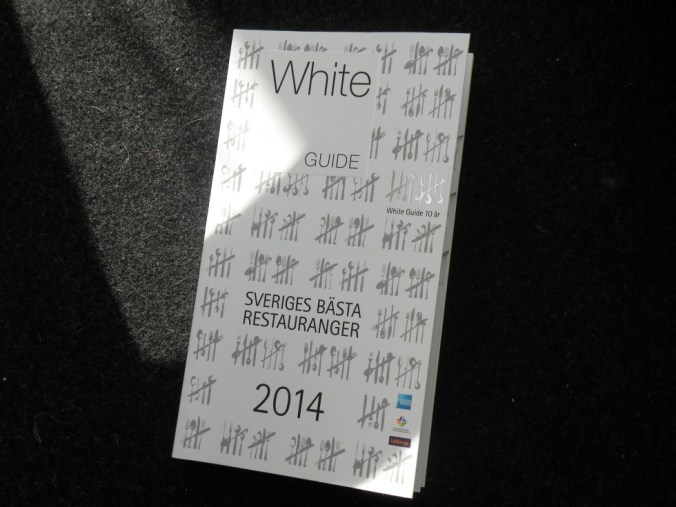 White
GUIDE
White Guide 10 år
SVERIGES BÄSTA
RESTAURANGER
2014